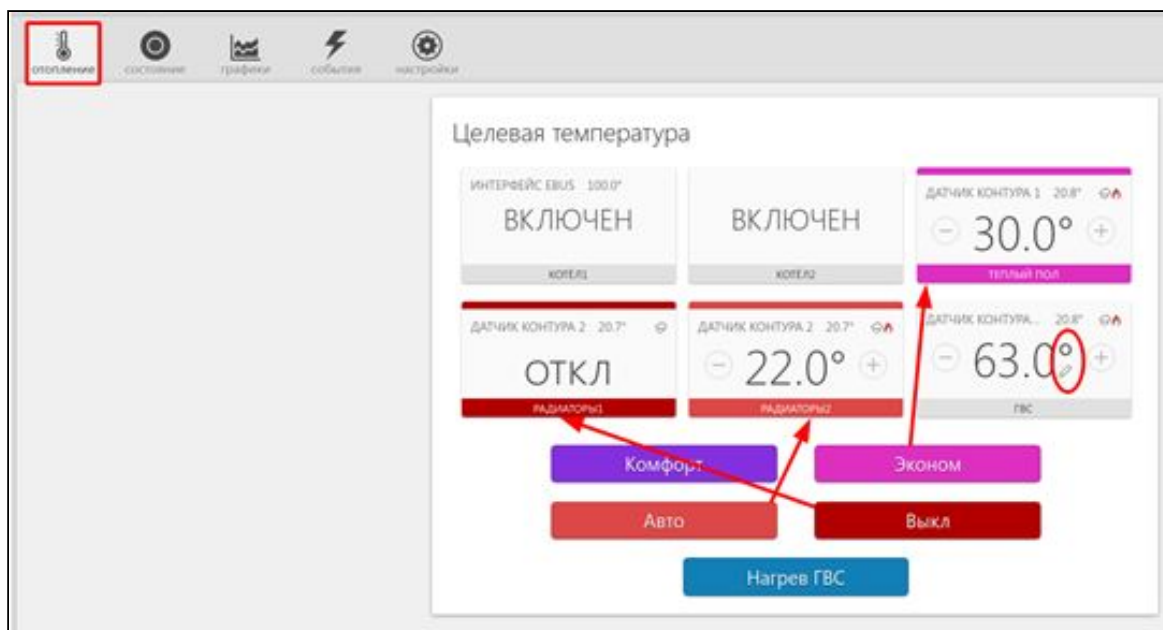 отопление состояние графики события настройки
Целевая температура
ИНТЕРФЕЙС EBUS 100.0°
ВКЛЮЧЕН
КОТЁЛ1
ВКЛЮЧЕН
КОТЁЛ2
ДАТЧИК КОНТУРА 1 20.8°
30.0°
ТЕПЛЫЙ ПОЛ
ДАТЧИК КОНТУРА 2 20.7°
ОТКЛ
РАДИАТОРЫ1
ДАТЧИК КОНТУРА 2 20.7°
22.0°
РАДИАТОРЫ2
ДАТЧИК КОНТУРА... 20.8°
63.0°
ГВС
Комфорт
Эконом
Авто
Выкл
Нагрев ГВС